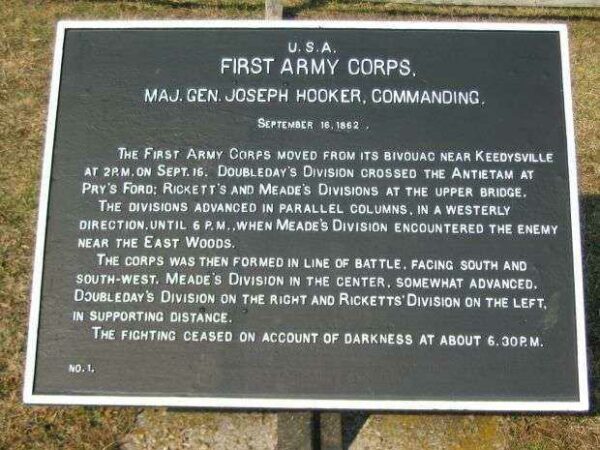 U.S.A.
FIRST ARMY CORPS.
MAJ. GEN. JOSEPH HOOKER, COMMANDING.
SEPTEMBER 16, 1862.
THE FIRST ARMY CORPS MOVED FROM ITS BIVOUAC NEAR KEEDYSVILLE
AT 2 P.M. ON SEPT. 16. DOUBLEDAY'S DIVISION CROSSED THE ANTIETAM AT
PRY'S FORD; RICKETT'S AND MEADE'S DIVISIONS AT THE UPPER BRIDGE.
THE DIVISIONS ADVANCED IN PARALLEL COLUMNS, IN A WESTERLY
DIRECTION, UNTIL 6 P.M., WHEN MEADE'S DIVISION ENCOUNTERED THE ENEMY
NEAR THE EAST WOODS.
THE CORPS WAS THEN FORMED IN LINE OF BATTLE, FACING SOUTH AND
SOUTH-WEST. MEADE'S DIVISION IN THE CENTER, SOMEWHAT ADVANCED.
DOUBLEDAY'S DIVISION ON THE RIGHT AND RICKETTS' DIVISION ON THE LEFT,
IN SUPPORTING DISTANCE.
THE FIGHTING CEASED ON ACCOUNT OF DARKNESS AT ABOUT 6.30 P.M.
NO. 1.